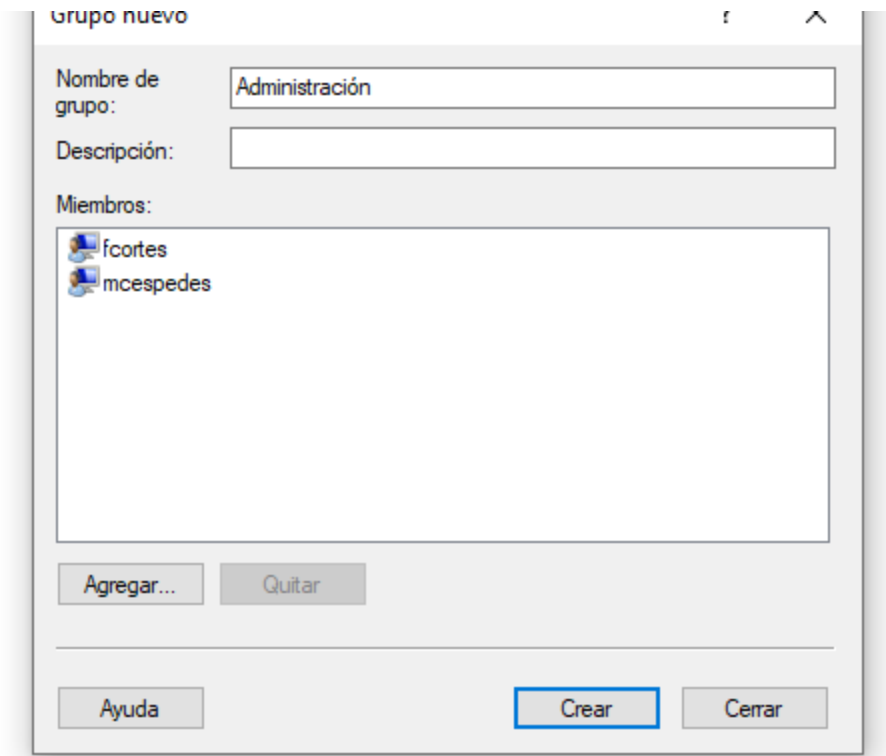 Grupo nuevo ? X
Nombre de
grupo:
Administración
Descripción:
Miembros:
fcortes
mcespedes
Agregar... Quitar
Ayuda Crear Cerrar